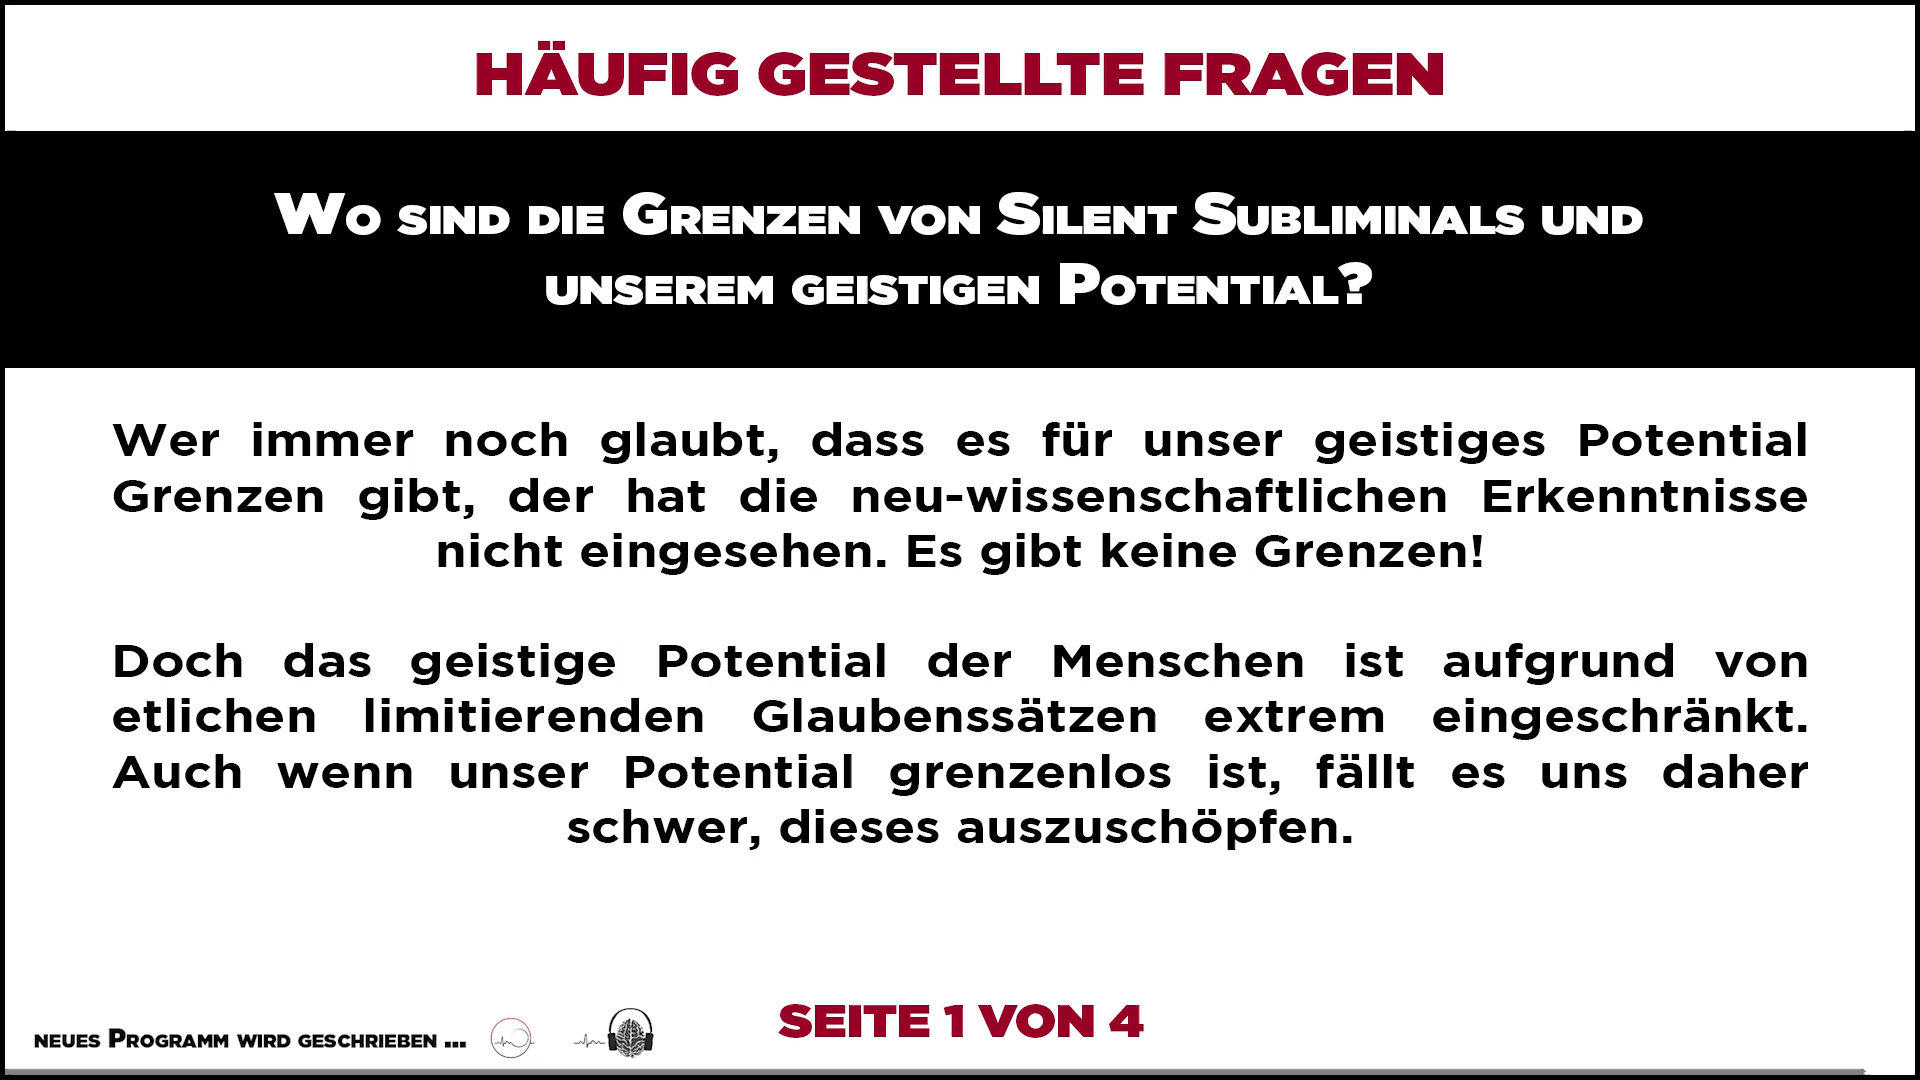 HÄUFIG GESTELLTE FRAGEN
Wo sind die Grenzen von Silent Subliminals und
unserem geistigen Potential?
Wer immer noch glaubt, dass es für unser geistiges Potential
Grenzen gibt, der hat die neu-wissenschaftlichen Erkenntnisse
nicht eingesehen. Es gibt keine Grenzen!
Doch das geistige Potential der Menschen ist aufgrund von
etlichen limitierenden Glaubenssätzen extrem eingeschränkt.
Auch wenn unser Potential grenzenlos ist, fällt es uns daher
schwer, dieses auszuschöpfen.
SEITE 1 VON 4
neues Programm wird geschrieben ...